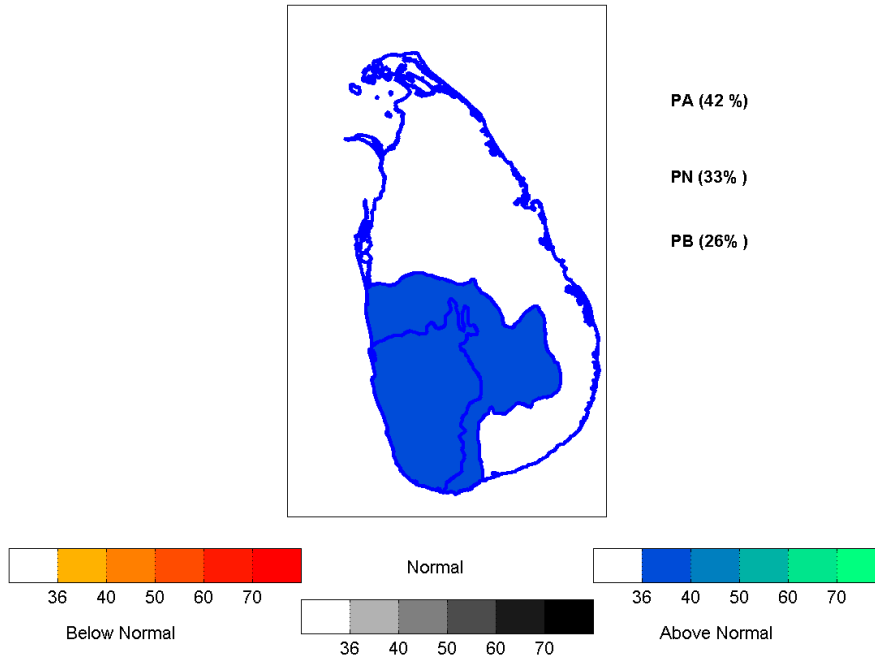 PA (42 %)
PN (33% )
PB (26% )
Normal
36 40 50 60 70
36 40 50 60 70
Below Normal
Above Normal
36 40 50 60 70